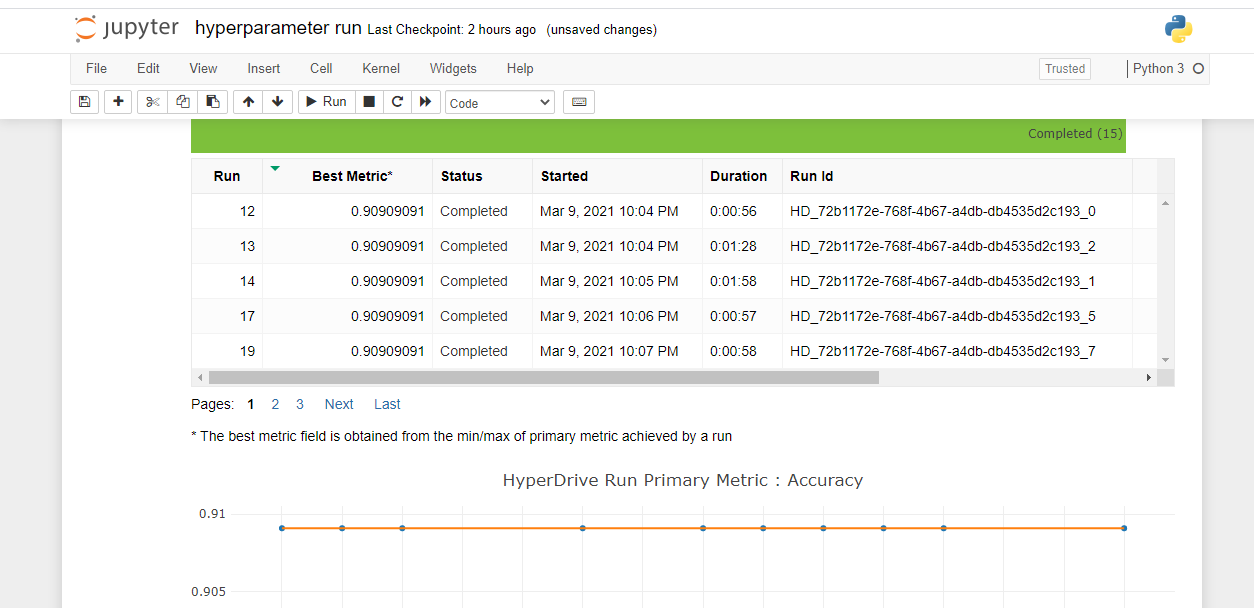 jupyter hyperparameter run Last Checkpoint: 2 hours ago (unsaved changes)
File Edit View Insert Cell Kernel Widgets Help Trusted Python 3
Run Code
Completed (15)
Run Best Metric* Status Started Duration Run Id
12 0.90909091 Completed Mar 9, 2021 10:04 PM 0:00:56 HD_72b1172e-768f-4b67-a4db-db4535d2c193_0
13 0.90909091 Completed Mar 9, 2021 10:04 PM 0:01:28 HD_72b1172e-768f-4b67-a4db-db4535d2c193_2
14 0.90909091 Completed Mar 9, 2021 10:05 PM 0:01:58 HD_72b1172e-768f-4b67-a4db-db4535d2c193_1
17 0.90909091 Completed Mar 9, 2021 10:06 PM 0:00:57 HD_72b1172e-768f-4b67-a4db-db4535d2c193_5
19 0.90909091 Completed Mar 9, 2021 10:07 PM 0:00:58 HD_72b1172e-768f-4b67-a4db-db4535d2c193_7
Pages: 1 2 3 Next Last
* The best metric field is obtained from the min/max of primary metric achieved by a run
HyperDrive Run Primary Metric : Accuracy
0.91
0.905